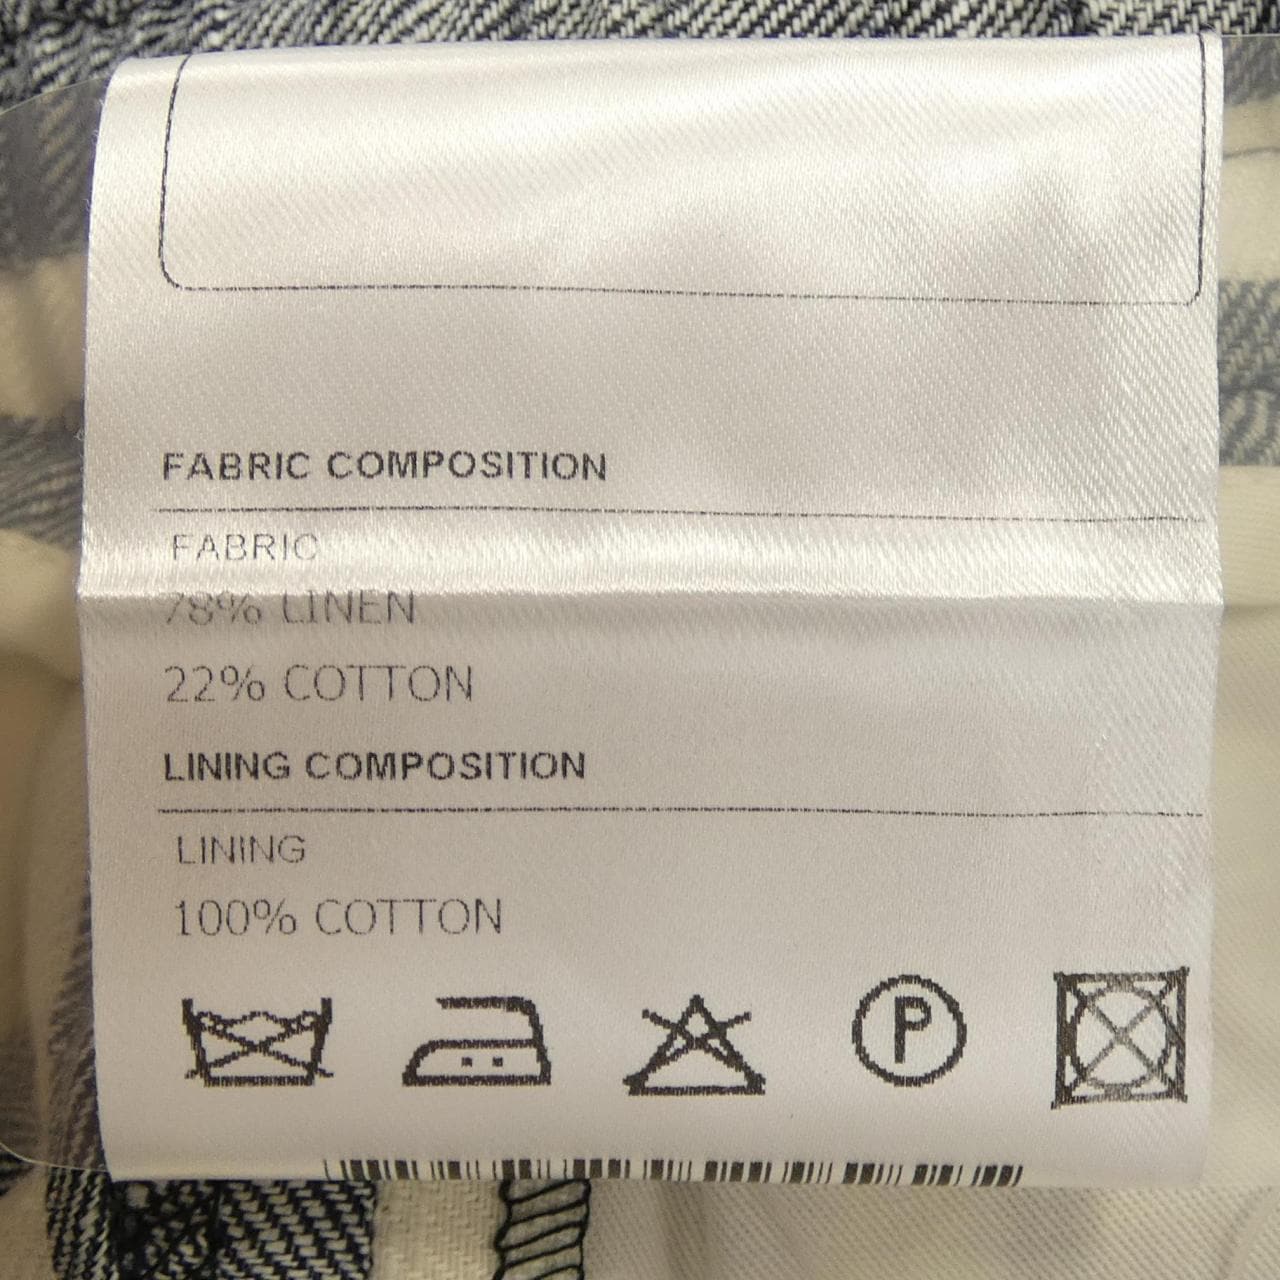 FABRIC COMPOSITION
FABRIC
78% LINEN
22% COTTON
LINING COMPOSITION
LINING
100% COTTON
P